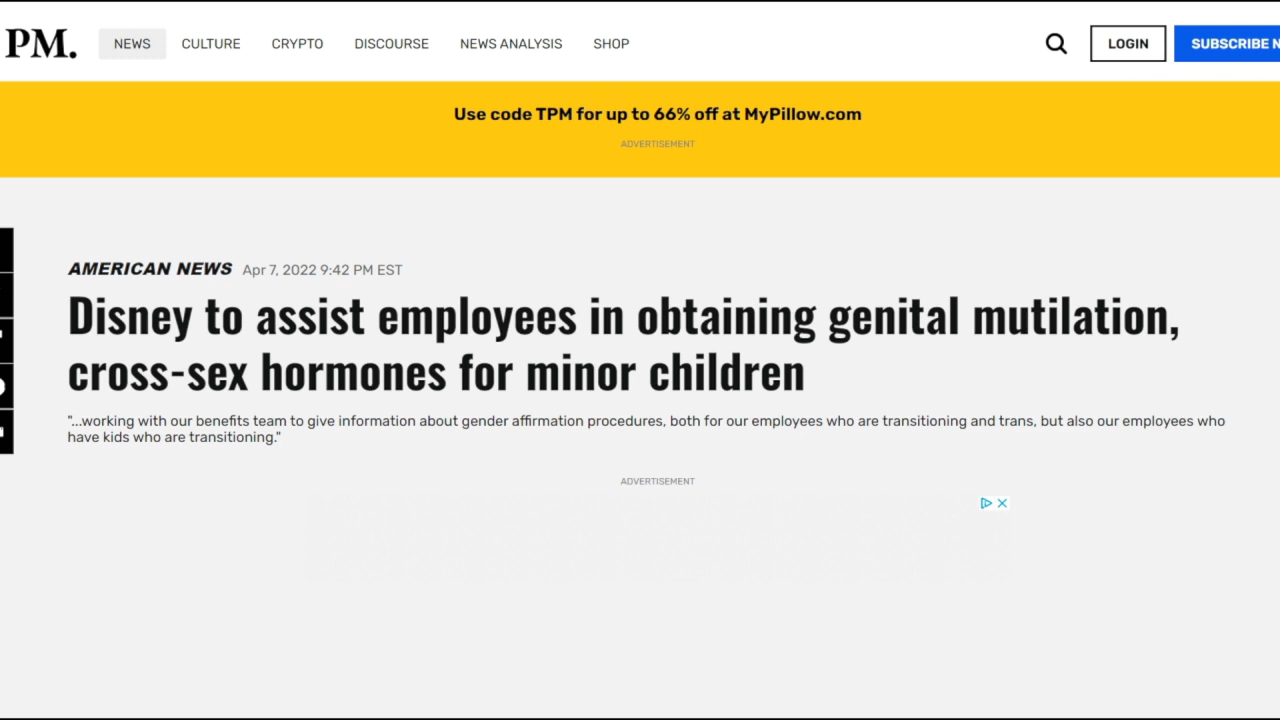 PM. NEWS CULTURE CRYPTO DISCOURSE NEWS ANALYSIS SHOP LOGIN SUBSCRIBE N
Use code TPM for up to 66% off at MyPillow.com
ADVERTISEMENT
AMERICAN NEWS Apr 7, 2022 9:42 PM EST
Disney to assist employees in obtaining genital mutilation,
cross-sex hormones for minor children
"...working with our benefits team to give information about gender affirmation procedures, both for our employees who are transitioning and trans, but also our employees who
have kids who are transitioning."
ADVERTISEMENT